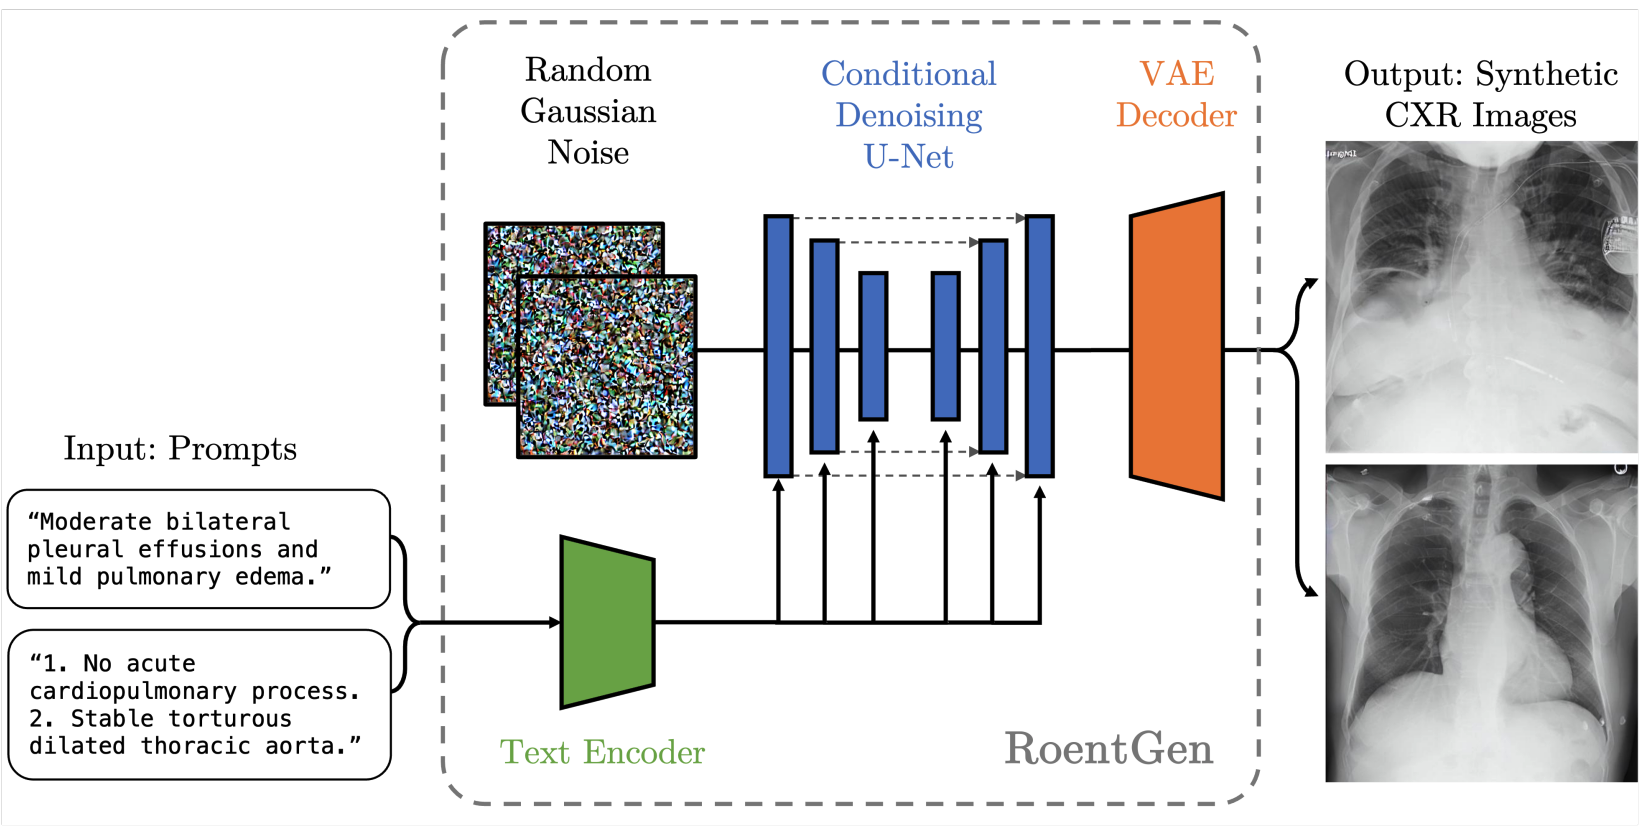 Random
Gaussian
Noise
Conditional
Denoising
U-Net
VAE
Decoder
Output: Synthetic
CXR Images
Input: Prompts
“Moderate bilateral
pleural effusions and
mild pulmonary edema.”
“1. No acute
cardiopulmonary process.
2. Stable torturous
dilated thoracic aorta.”
Text Encoder
RoentGen